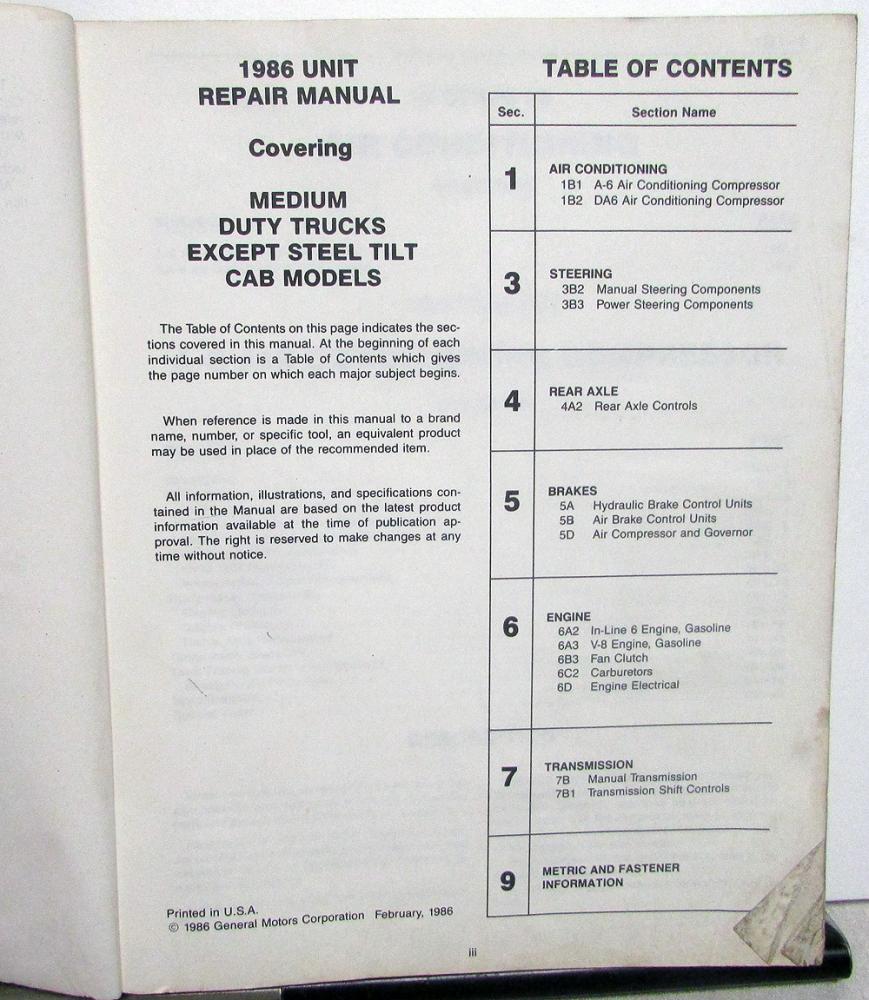 1986 UNIT
REPAIR MANUAL
Covering
MEDIUM
DUTY TRUCKS
EXCEPT STEEL TILT
CAB MODELS
The Table of Contents on this page indicates the sec-
tions covered in this manual. At the beginning of each
individual section is a Table of Contents which gives
the page number on which each major subject begins.
When reference is made in this manual to a brand
name, number, or specific tool, an equivalent product
may be used in place of the recommended item.
All information, illustrations, and specifications con-
tained in the Manual are based on the latest product
information available at the time of publication ap-
proval. The right is reserved to make changes at any
time without notice.
Printed in U.S.A.
© 1986 General Motors Corporation February, 1986
TABLE OF CONTENTS
Sec. Section Name
1 AIR CONDITIONING
1B1 A-6 Air Conditioning Compressor
1B2 DA6 Air Conditioning Compressor
3 STEERING
3B2 Manual Steering Components
3B3 Power Steering Components
4 REAR AXLE
4A2 Rear Axle Controls
5 BRAKES
5A Hydraulic Brake Control Units
5B Air Brake Control Units
5D Air Compressor and Governor
6 ENGINE
6A2 In-Line 6 Engine, Gasoline
6A3 V-8 Engine, Gasoline
6B3 Fan Clutch
6C2 Carburetors
6D Engine Electrical
7 TRANSMISSION
7B Manual Transmission
7B1 Transmission Shift Controls
9 METRIC AND FASTENER
INFORMATION
iii